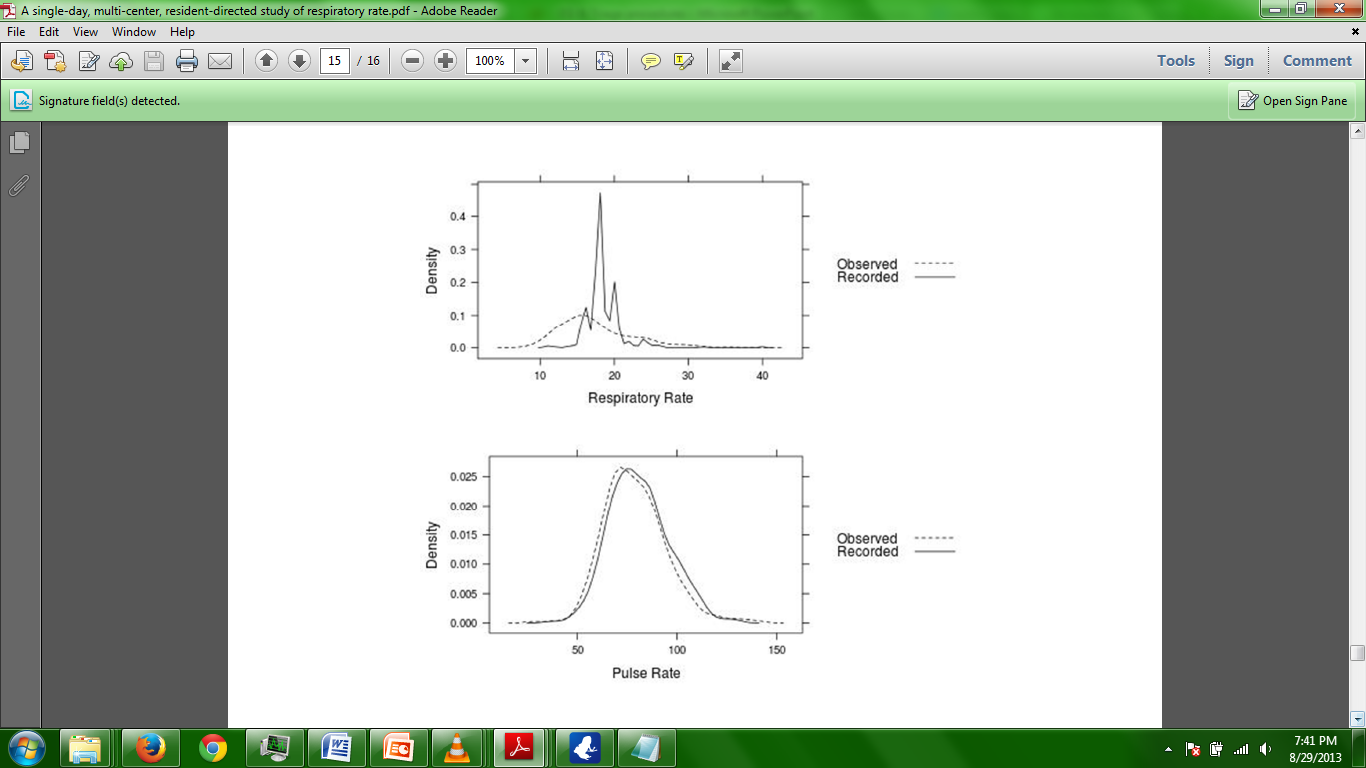 A single-day, multi-center, resident-directed study of respiratory rate.pdf - Adobe Reader
File Edit View Window Help
15 / 16 100% Tools Sign Comment
Signature field(s) detected. Open Sign Pane
0.4
0.3
0.2
0.1
0.0
Density
10 20 30 40
Respiratory Rate
Observed
Recorded
0.025
0.020
0.015
0.010
0.005
0.000
Density
50 100 150
Pulse Rate
Observed
Recorded
7:41 PM
8/29/2013